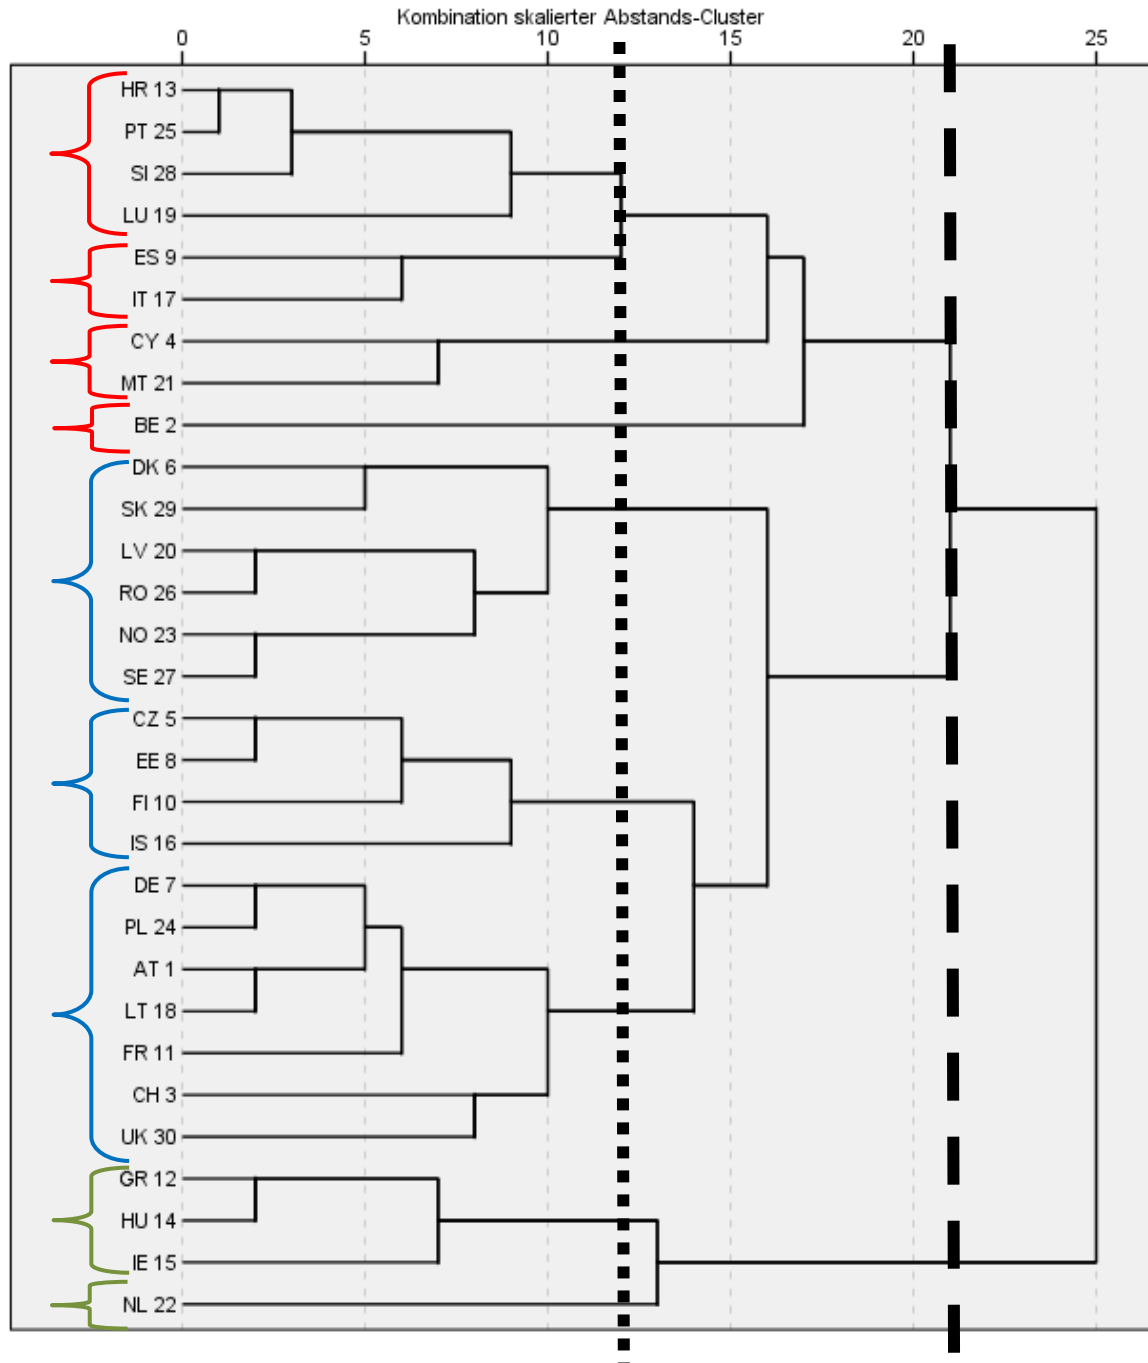 Kombination skalierter Abstands-Cluster
0 5 10 15 20 25
HR 13
PT 25
SI 28
LU 19
ES 9
IT 17
CY 4
MT 21
BE 2
DK 6
SK 29
LV 20
RO 26
NO 23
SE 27
CZ 5
EE 8
FI 10
IS 16
DE 7
PL 24
AT 1
LT 18
FR 11
CH 3
UK 30
GR 12
HU 14
IE 15
NL 22